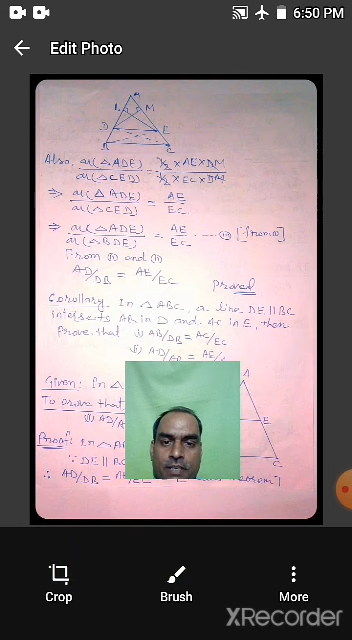 6:50 PM
Edit Photo
A
L M
D E
B C
Also, ar(△ADE)/ar(△CED) = ½ × AE × DM / ½ × EC × DM
⇒ ar(△ADE)/ar(△CED) = AE/EC
⇒ ar(△ADE)/ar(△BDE) = AE/EC [from
From and
AD/DB = AE/EC
Proved
Corollary: In △ABC, a line DE || BC
intersects AB in D and AC in E, then
prove that i) AB/DB = AC/EC
ii) AD/AB = AE/
Given: In △
A
To prove that
(ii) AD/
E
Proof: In △
C
∵ DE || BC
∴ AD/DB =
Crop
Brush
More
XRecorder